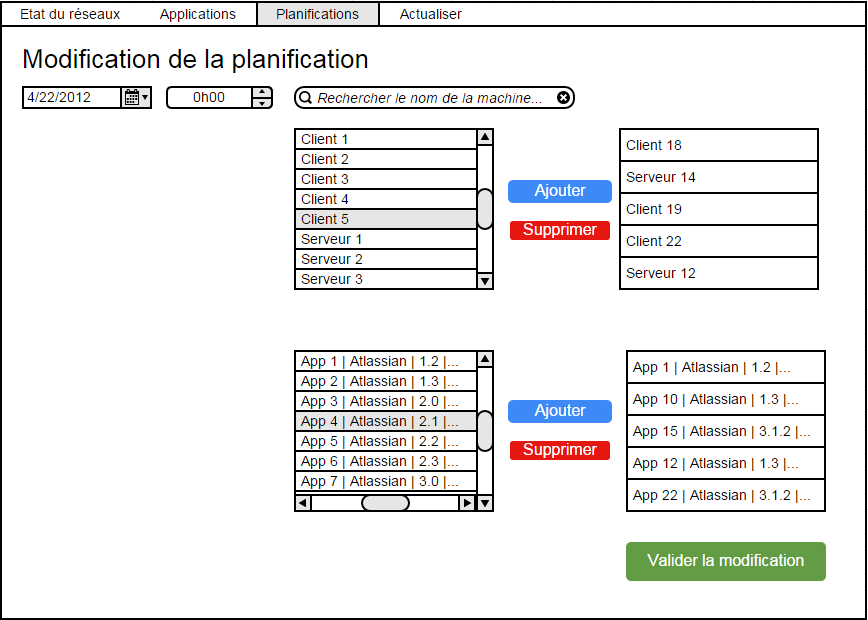 Etat du réseaux Applications Planifications Actualiser
Modification de la planification
4/22/2012 0h00 Rechercher le nom de la machine...
Client 1
Client 2
Client 3
Client 4
Client 5
Serveur 1
Serveur 2
Serveur 3
Ajouter
Supprimer
Client 18
Serveur 14
Client 19
Client 22
Serveur 12
App 1 | Atlassian | 1.2 |...
App 2 | Atlassian | 1.3 |...
App 3 | Atlassian | 2.0 |...
App 4 | Atlassian | 2.1 |...
App 5 | Atlassian | 2.2 |...
App 6 | Atlassian | 2.3 |...
App 7 | Atlassian | 3.0 |...
Ajouter
Supprimer
App 1 | Atlassian | 1.2 |...
App 10 | Atlassian | 1.3 |...
App 15 | Atlassian | 3.1.2 |...
App 12 | Atlassian | 1.3 |...
App 22 | Atlassian | 3.1.2 |...
Valider la modification